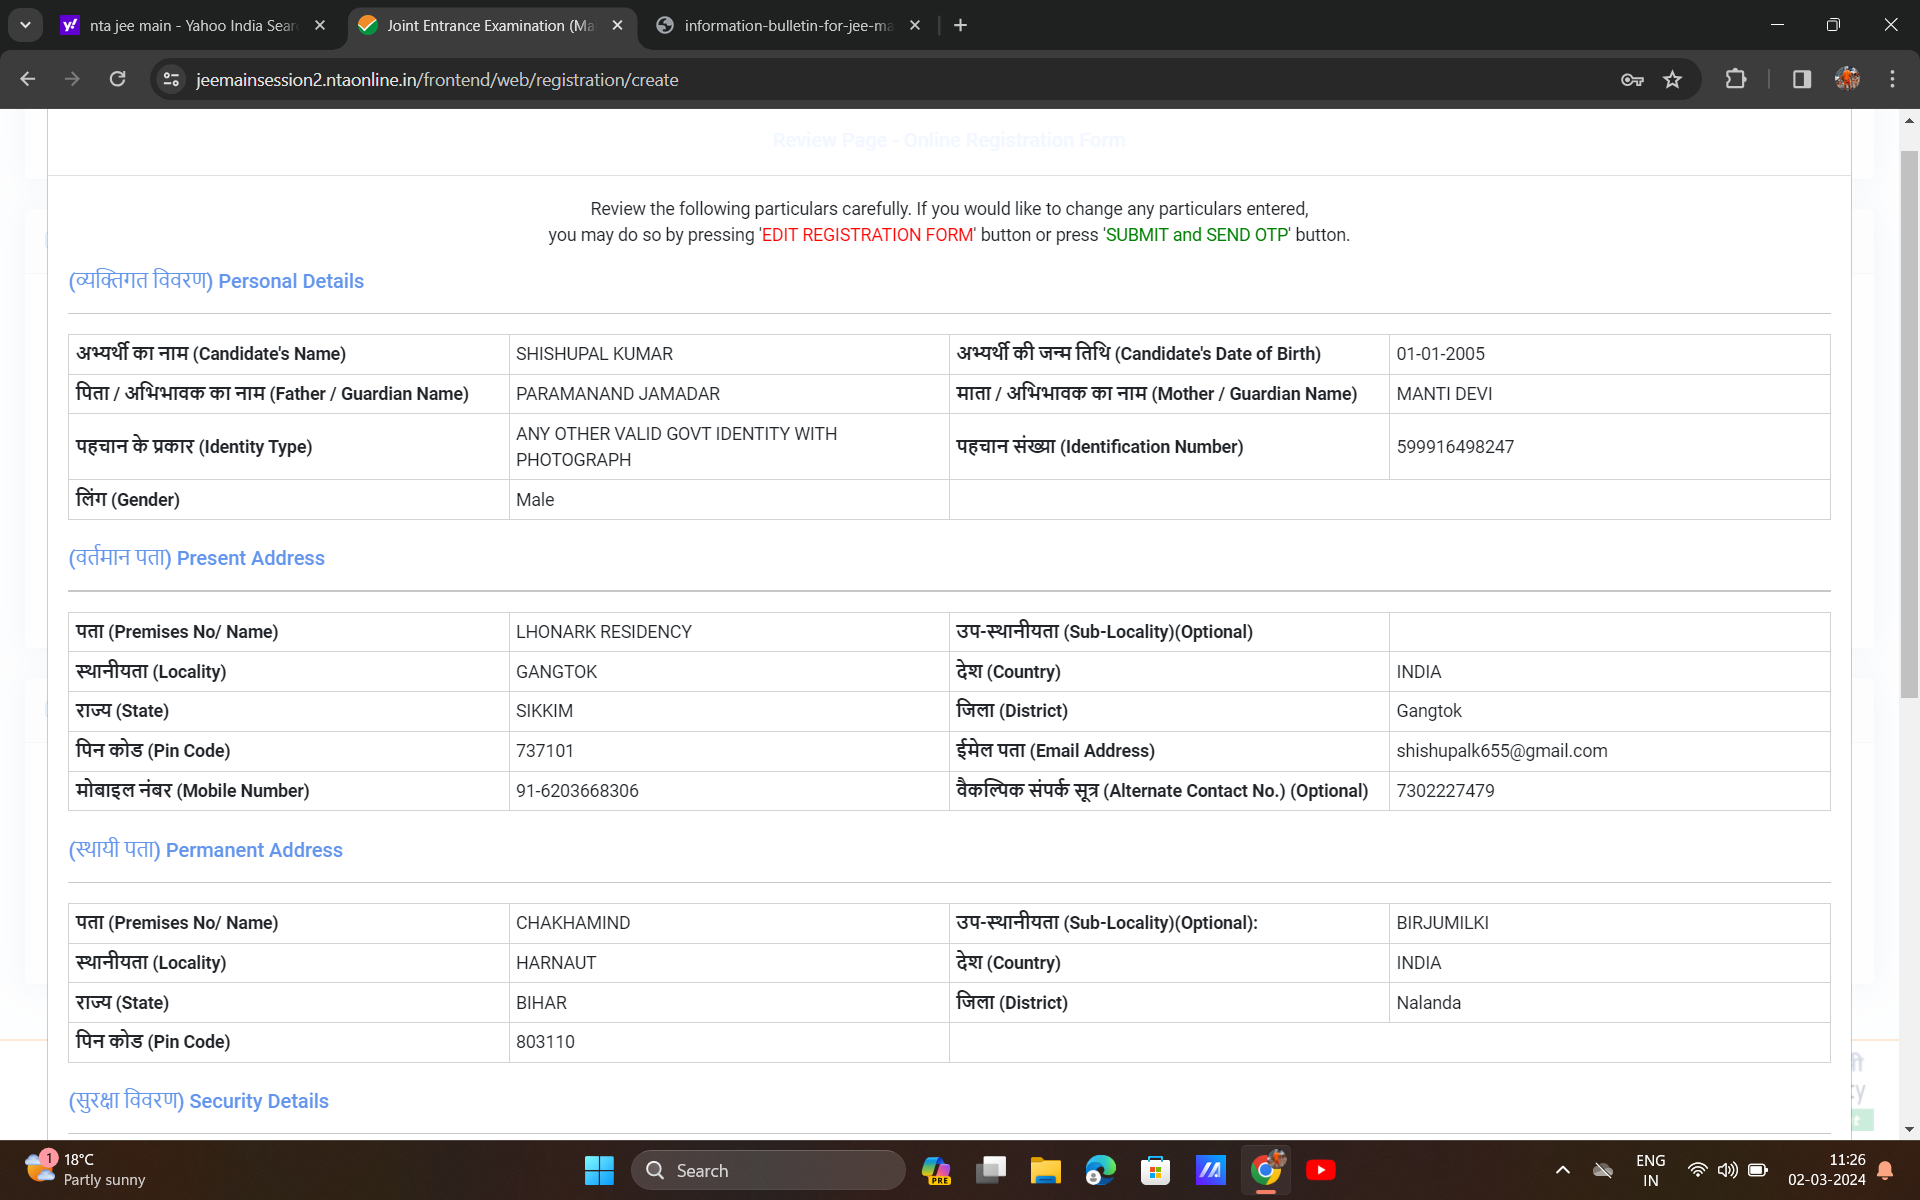 nta jee main - Yahoo India Sear
Joint Entrance Examination (Ma
information-bulletin-for-jee-ma
jeemainsession2.ntaonline.in/frontend/web/registration/create
Review Page - Online Registration Form
Review the following particulars carefully. If you would like to change any particulars entered,
you may do so by pressing 'EDIT REGISTRATION FORM' button or press 'SUBMIT and SEND OTP' button.
(व्यक्तिगत विवरण) Personal Details
अभ्यर्थी का नाम (Candidate's Name) SHISHUPAL KUMAR अभ्यर्थी की जन्म तिथि (Candidate's Date of Birth) 01-01-2005
पिता / अभिभावक का नाम (Father / Guardian Name) PARAMANAND JAMADAR माता / अभिभावक का नाम (Mother / Guardian Name) MANTI DEVI
पहचान के प्रकार (Identity Type) ANY OTHER VALID GOVT IDENTITY WITH
PHOTOGRAPH पहचान संख्या (Identification Number) 599916498247
लिंग (Gender) Male
(वर्तमान पता) Present Address
पता (Premises No/ Name) LHONARK RESIDENCY उप-स्थानीयता (Sub-Locality)(Optional)
स्थानीयता (Locality) GANGTOK देश (Country) INDIA
राज्य (State) SIKKIM जिला (District) Gangtok
पिन कोड (Pin Code) 737101 ईमेल पता (Email Address) shishupalk655@gmail.com
मोबाइल नंबर (Mobile Number) 91-6203668306 वैकल्पिक संपर्क सूत्र (Alternate Contact No.) (Optional) 7302227479
(स्थायी पता) Permanent Address
पता (Premises No/ Name) CHAKHAMIND उप-स्थानीयता (Sub-Locality)(Optional): BIRJUMILKI
स्थानीयता (Locality) HARNAUT देश (Country) INDIA
राज्य (State) BIHAR जिला (District) Nalanda
पिन कोड (Pin Code) 803110
(सुरक्षा विवरण) Security Details
1 18°C
Partly sunny
Search
PRE
ENG
IN
11:26
02-03-2024